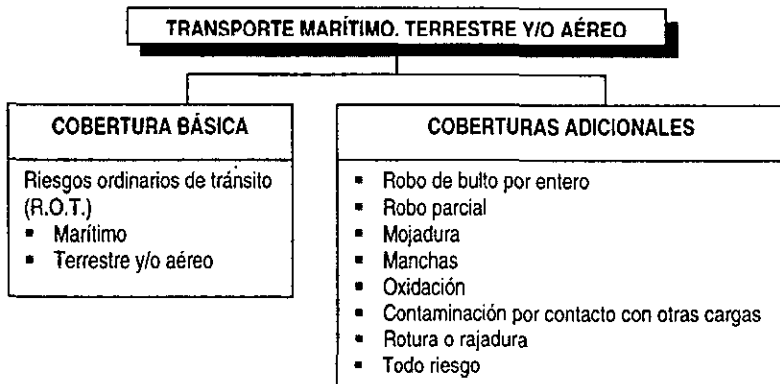 TRANSPORTE MARÍTIMO. TERRESTRE Y/O AÉREO
COBERTURA BÁSICA
Riesgos ordinarios de tránsito
(R.O.T.)
▪ Marítimo
▪ Terrestre y/o aéreo
COBERTURAS ADICIONALES
▪ Robo de bulto por entero
▪ Robo parcial
▪ Mojadura
▪ Manchas
▪ Oxidación
▪ Contaminación por contacto con otras cargas
▪ Rotura o rajadura
▪ Todo riesgo